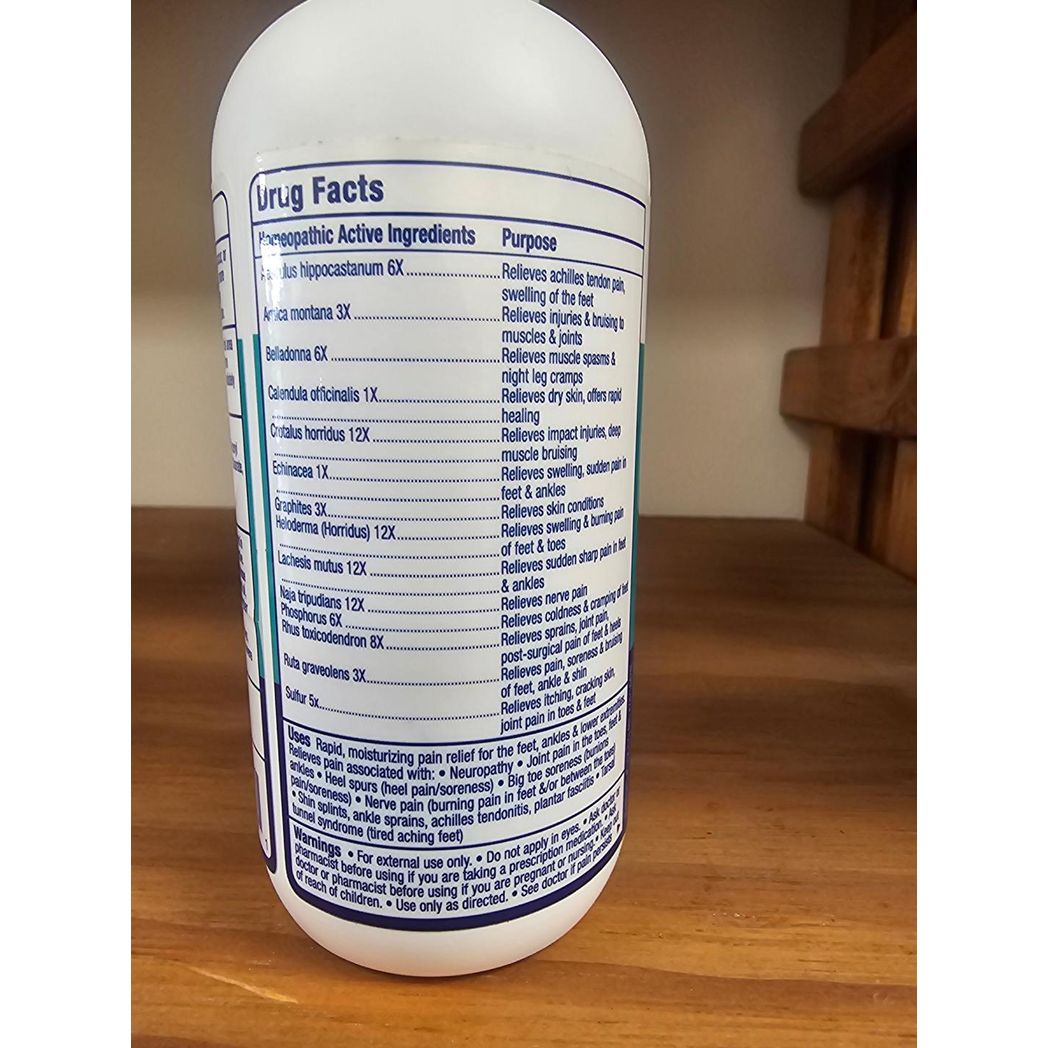 Drug Facts
Homeopathic Active Ingredients Purpose
Aesculus hippocastanum 6X Relieves achilles tendon pain,
swelling of the feet
Arnica montana 3X Relieves injuries & bruising to
muscles & joints
Belladonna 6X Relieves muscle spasms &
night leg cramps
Calendula officinalis 1X Relieves dry skin, offers rapid
healing
Crotalus horridus 12X Relieves impact injuries, deep
muscle bruising
Echinacea 1X Relieves swelling, sudden pain in
feet & ankles
Graphites 3X Relieves skin conditions
Heloderma (Horridus) 12X Relieves swelling & burning pain
of feet & toes
Lachesis mutus 12X Relieves sudden sharp pain in feet
& ankles
Naja tripudians 12X Relieves nerve pain
Phosphorus 6X Relieves coldness & cramping of feet
Rhus toxicodendron 8X Relieves sprains, joint pain,
post-surgical pain of feet & heels
Ruta graveolens 3X Relieves pain, soreness & bruising
of feet, ankle & shin
Sulfur 5x Relieves itching, cracking skin,
joint pain in toes & feet
Uses Rapid, moisturizing pain relief for the feet, ankles & lower extremities
Relieves pain associated with: • Neuropathy • Joint pain in the toes, feet &
ankles • Heel spurs (heel pain/soreness) • Big toe soreness (bunions
pain/soreness) • Nerve pain (burning pain in feet &/or between the toes)
• Shin splints, ankle sprains, achilles tendonitis, plantar fasciitis • Tarsal
tunnel syndrome (tired aching feet)
Warnings • For external use only. • Do not apply in eyes. • Ask doctor or
pharmacist before using if you are taking a prescription medication. • Ask
doctor or pharmacist before using if you are pregnant or nursing. • Keep out
of reach of children. • Use only as directed. • See doctor if pain persists.